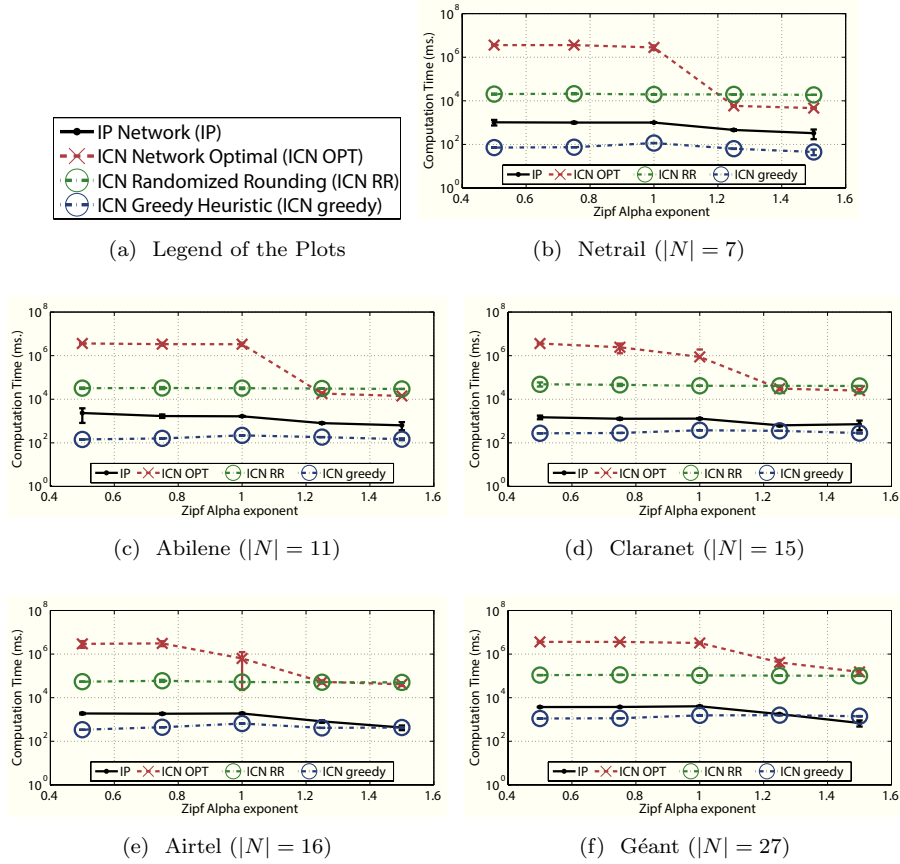 IP Network (IP)
ICN Network Optimal (ICN OPT)
ICN Randomized Rounding (ICN RR)
ICN Greedy Heuristic (ICN greedy)
(a) Legend of the Plots
Computation Time (ms.)
10^8
10^6
10^4
10^2
10^0
IP ICN OPT ICN RR ICN greedy
0.4 0.6 0.8 1 1.2 1.4 1.6
Zipf Alpha exponent
(b) Netrail (|N| = 7)
Computation Time (ms.)
10^8
10^6
10^4
10^2
10^0
IP ICN OPT ICN RR ICN greedy
0.4 0.6 0.8 1 1.2 1.4 1.6
Zipf Alpha exponent
(c) Abilene (|N| = 11)
Computation Time (ms.)
10^8
10^6
10^4
10^2
10^0
IP ICN OPT ICN RR ICN greedy
0.4 0.6 0.8 1 1.2 1.4 1.6
Zipf Alpha exponent
(d) Claranet (|N| = 15)
Computation Time (ms.)
10^8
10^6
10^4
10^2
10^0
IP ICN OPT ICN RR ICN greedy
0.4 0.6 0.8 1 1.2 1.4 1.6
Zipf Alpha exponent
(e) Airtel (|N| = 16)
Computation Time (ms.)
10^8
10^6
10^4
10^2
10^0
IP ICN OPT ICN RR ICN greedy
0.4 0.6 0.8 1 1.2 1.4 1.6
Zipf Alpha exponent
(f) Géant (|N| = 27)